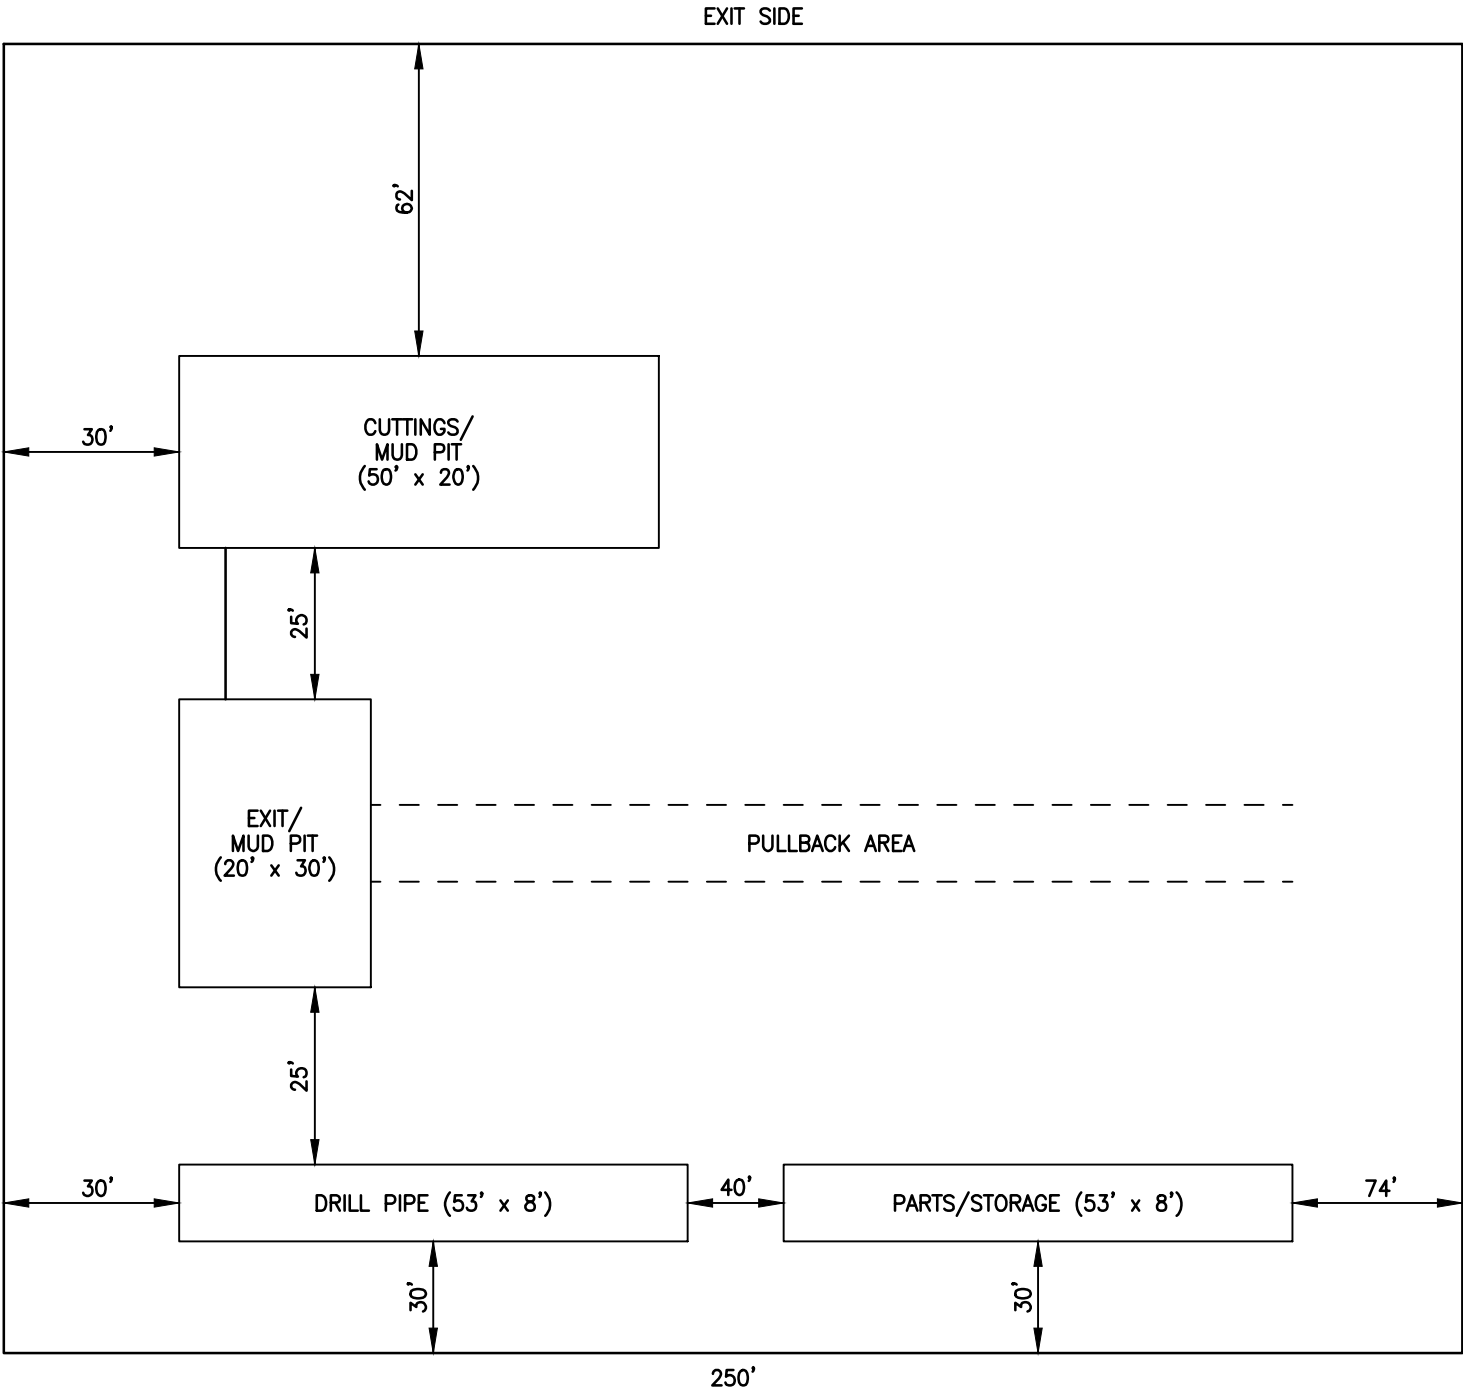 EXIT SIDE
62'
30'
CUTTINGS/
MUD PIT
(50' x 20')
25'
EXIT/
MUD PIT
(20' x 30')
PULLBACK AREA
25'
30'
DRILL PIPE (53' x 8')
40'
PARTS/STORAGE (53' x 8')
74'
30'
30'
250'